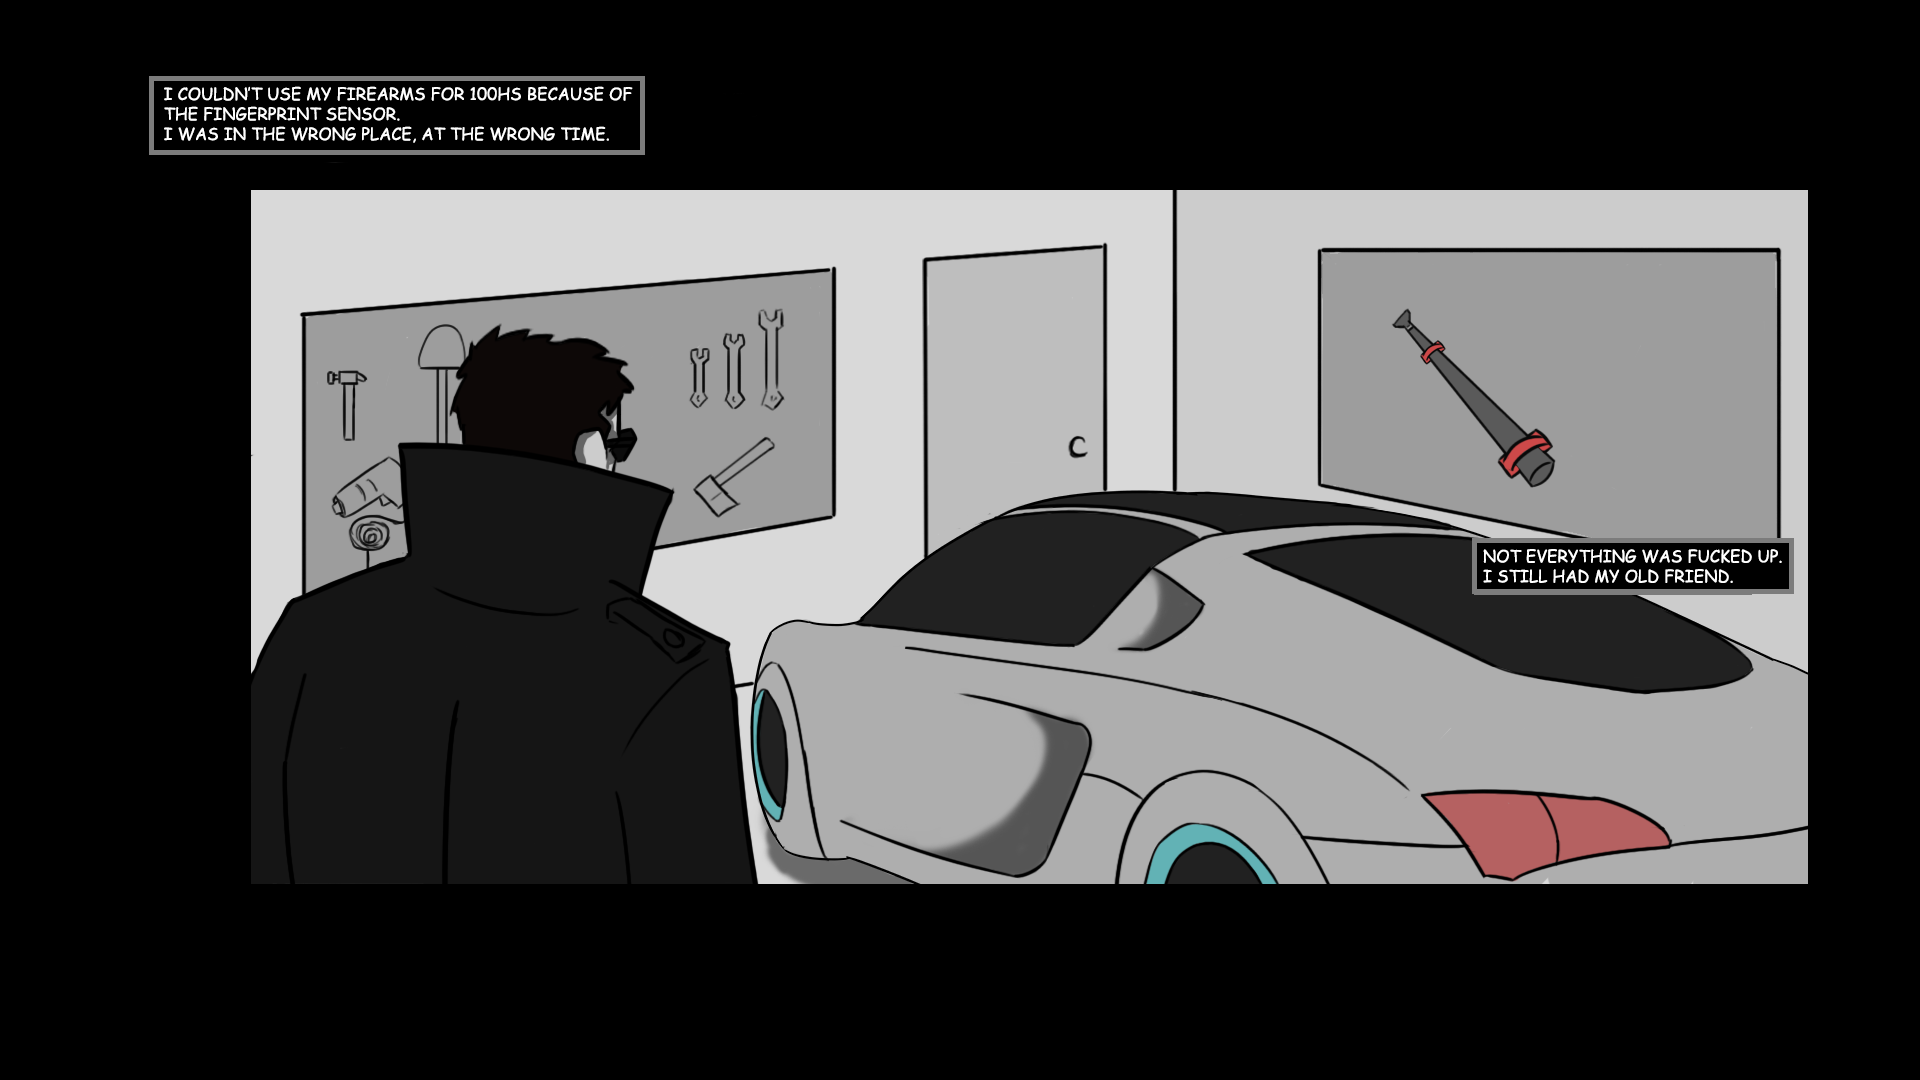 I COULDN'T USE MY FIREARMS FOR 100HS BECAUSE OF
THE FINGERPRINT SENSOR.
I WAS IN THE WRONG PLACE, AT THE WRONG TIME.
NOT EVERYTHING WAS FUCKED UP.
I STILL HAD MY OLD FRIEND.